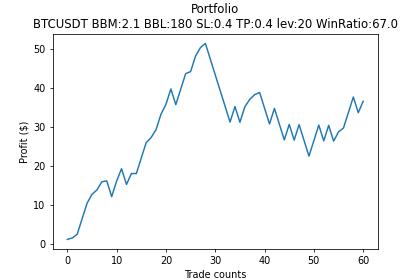 Portfolio
BTCUSDT BBM:2.1 BBL:180 SL:0.4 TP:0.4 lev:20 WinRatio:67.0
50
40
30
20
10
0
Profit ($)
0 10 20 30 40 50 60
Trade counts